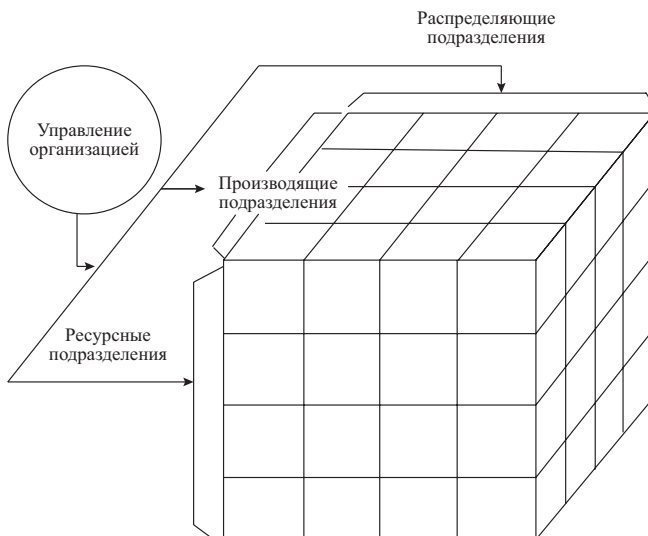 Распределяющие
подразделения
Управление
организацией
Производящие
подразделения
Ресурсные
подразделения